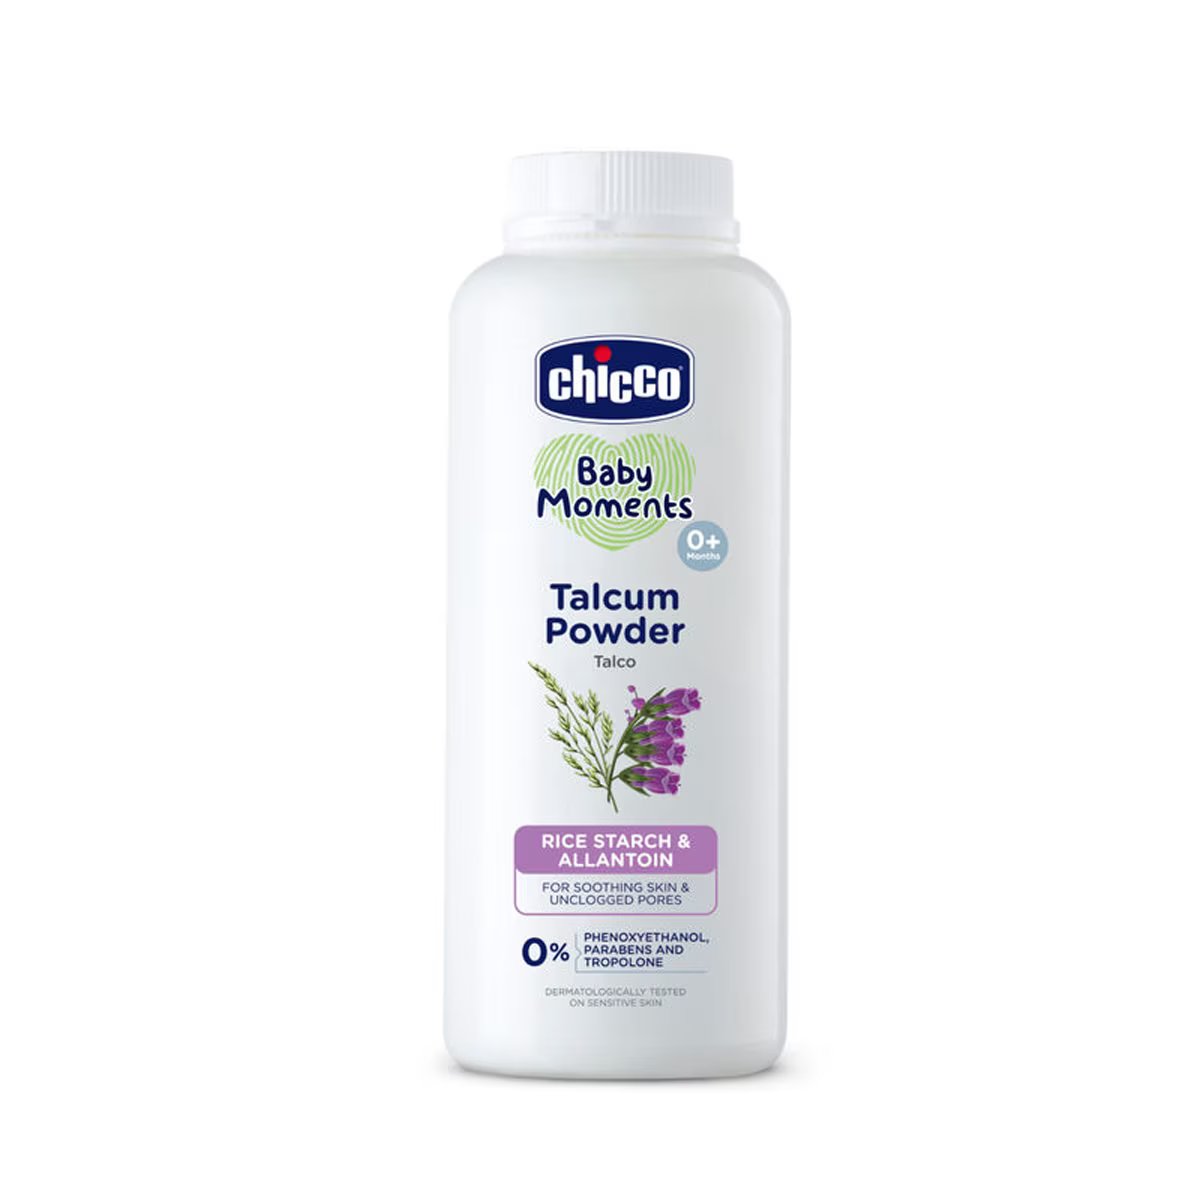 chicco
Baby
Moments
0+
Months
Talcum
Powder
Talco
RICE STARCH &
ALLANTOIN
FOR SOOTHING SKIN &
UNCLOGGED PORES
0%
PHENOXYETHANOL,
PARABENS AND
TROPOLONE
DERMATOLOGICALLY TESTED
ON SENSITIVE SKIN